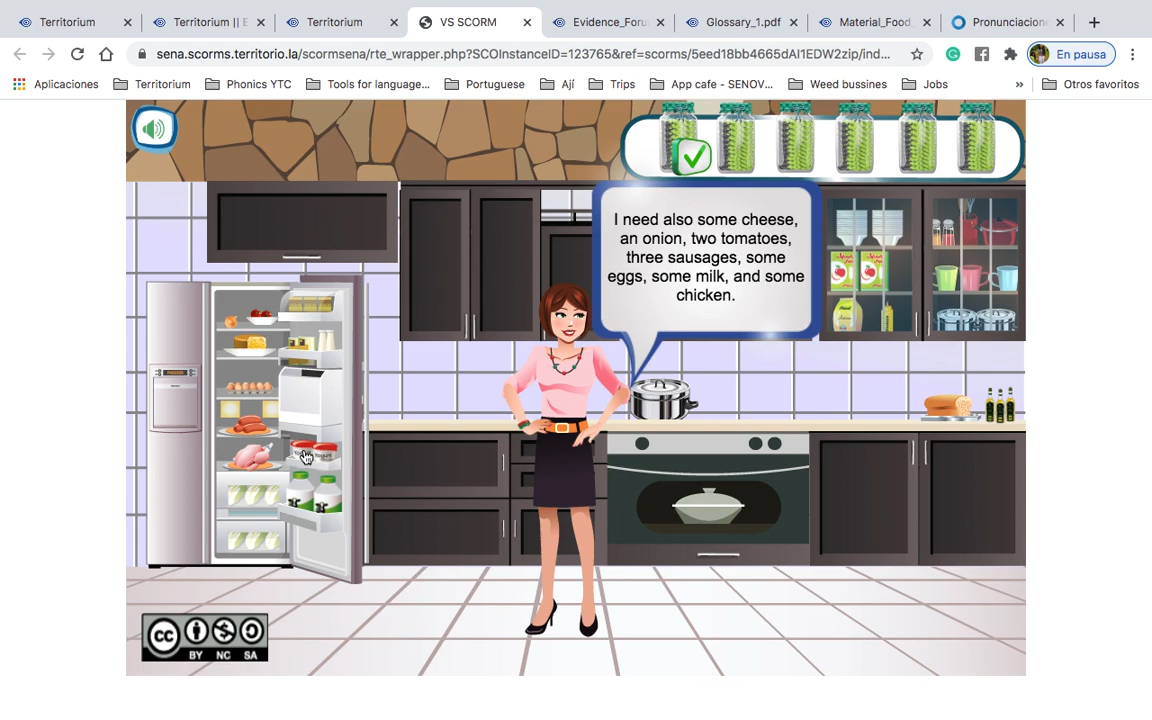 Territorium
Territorium || E
Territorium
VS SCORM
Evidence_Foru
Glossary_1.pdf
Material_Food_
Pronunciacion
sena.scorms.territorio.la/scormsena/rte_wrapper.php?SCOInstanceID=123765&ref=scorms/5eed18bb4665dAI1EDW2zip/ind...
En pausa
Aplicaciones
Territorium
Phonics YTC
Tools for language...
Portuguese
Ají
Trips
App cafe - SENOV...
Weed bussines
Jobs
»
Otros favoritos
I need also some cheese,
an onion, two tomatoes,
three sausages, some
eggs, some milk, and some
chicken.
Yogurt
cc
BY NC SA